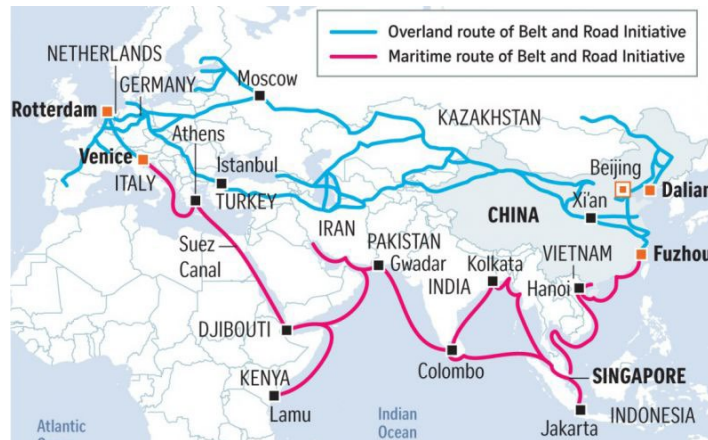 Overland route of Belt and Road Initiative
Maritime route of Belt and Road Initiative
NETHERLANDS
GERMANY
Moscow
Rotterdam
KAZAKHSTAN
Athens
Venice
Istanbul
Beijing
ITALY
TURKEY
Xi'an
Dalian
IRAN
CHINA
Suez
Canal
PAKISTAN
Gwadar
Kolkata
VIETNAM
Fuzhou
INDIA
Hanoi
DJIBOUTI
KENYA
Colombo
SINGAPORE
Lamu
Jakarta
INDONESIA
Atlantic
Indian
Ocean